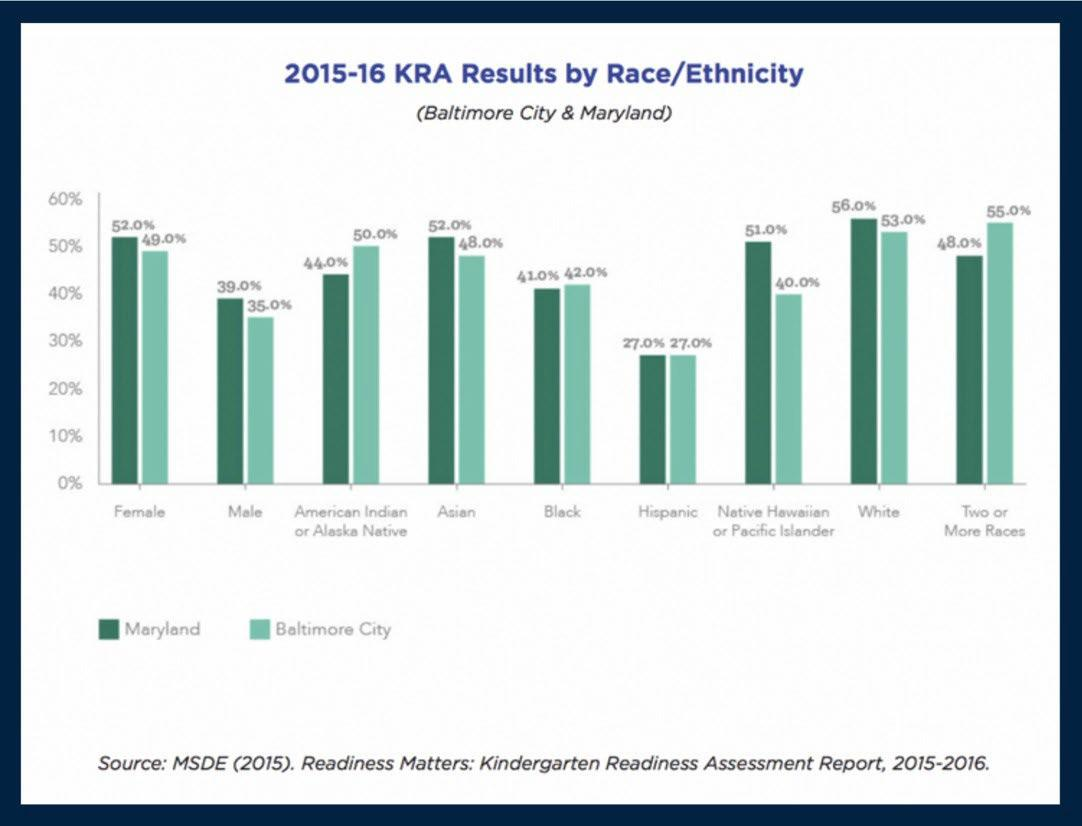 2015-16 KRA Results by Race/Ethnicity
(Baltimore City & Maryland)
60%
50%
40%
30%
20%
10%
0%
52.0%
49.0%
39.0%
35.0%
44.0%
50.0%
52.0%
48.0%
41.0%
42.0%
27.0%
27.0%
51.0%
40.0%
56.0%
53.0%
48.0%
55.0%
Female
Male
American Indian
or Alaska Native
Asian
Black
Hispanic
Native Hawaiian
or Pacific Islander
White
Two or
More Races
Maryland
Baltimore City
Source: MSDE (2015). Readiness Matters: Kindergarten Readiness Assessment Report, 2015-2016.